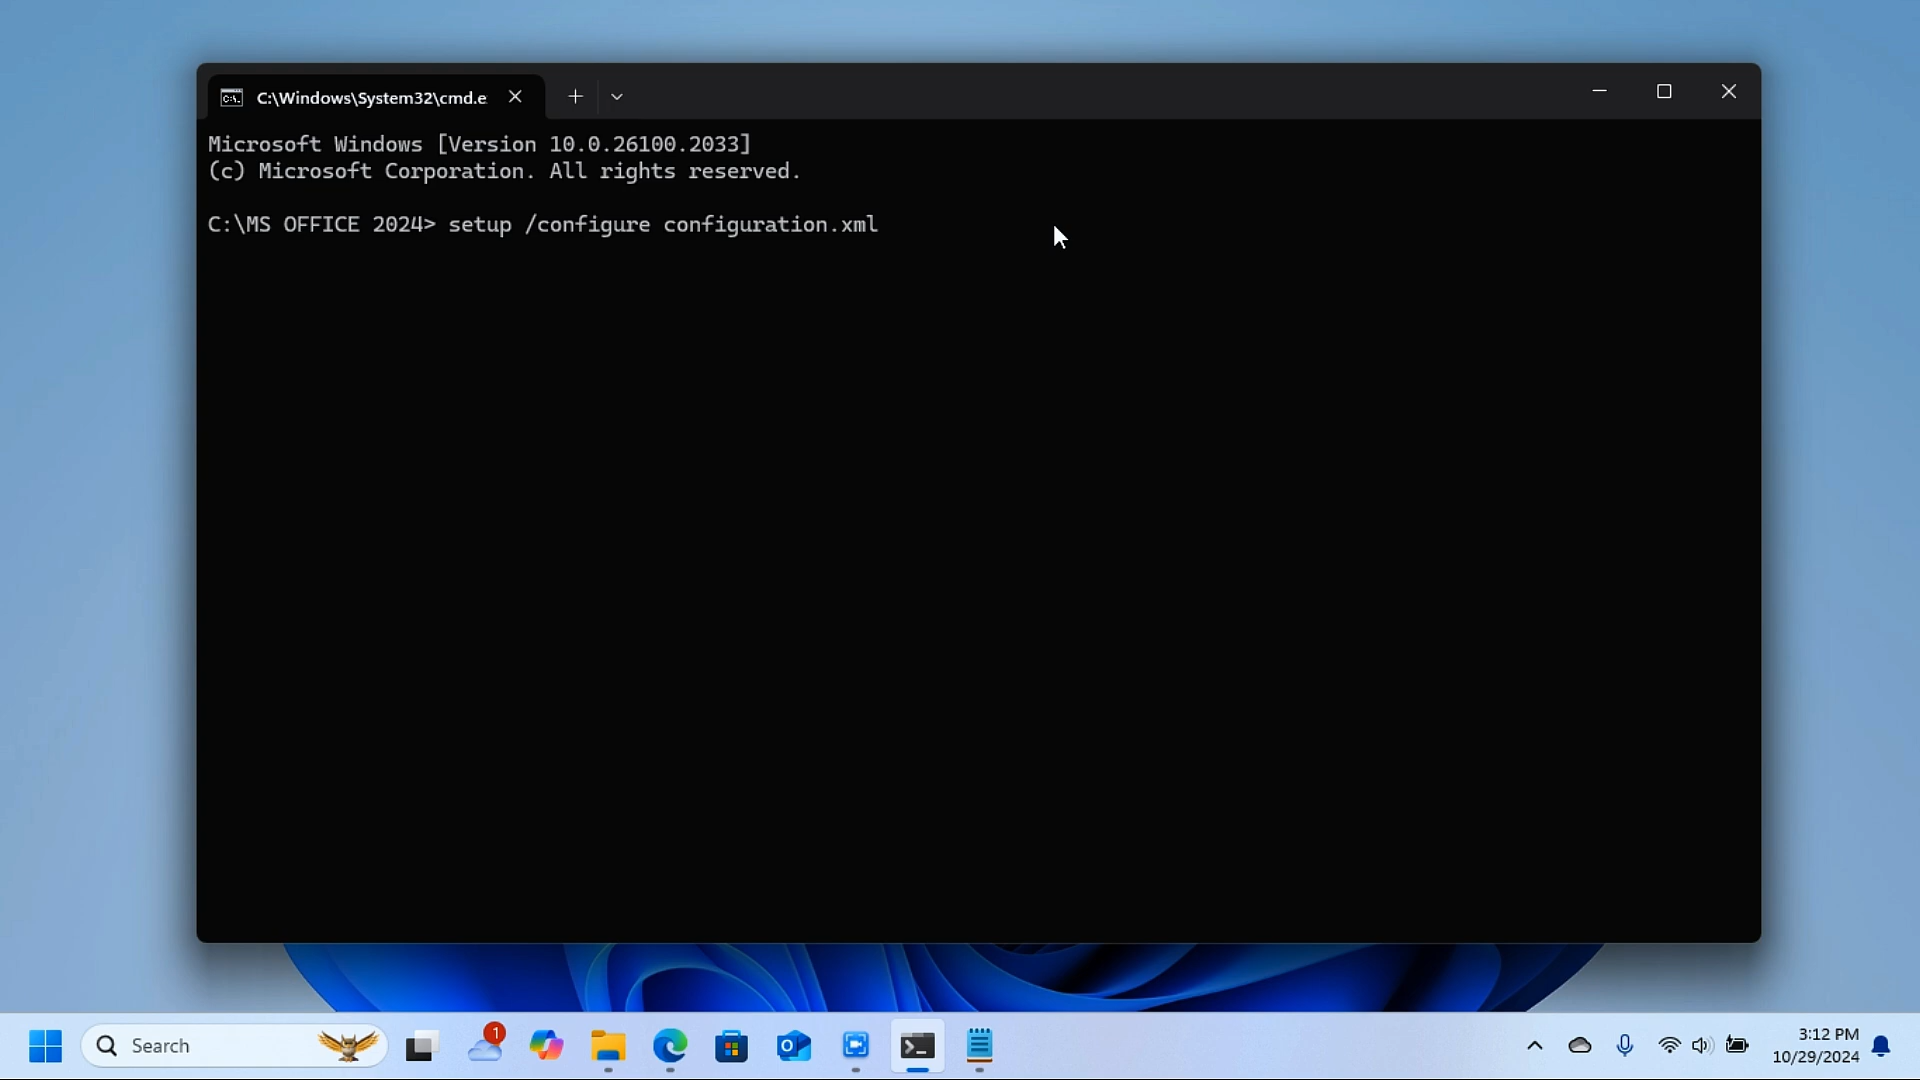 C:\Windows\System32\cmd.e
Microsoft Windows [Version 10.0.26100.2033]
(c) Microsoft Corporation. All rights reserved.
C:\MS OFFICE 2024> setup /configure configuration.xml
Search
1
3:12 PM
10/29/2024